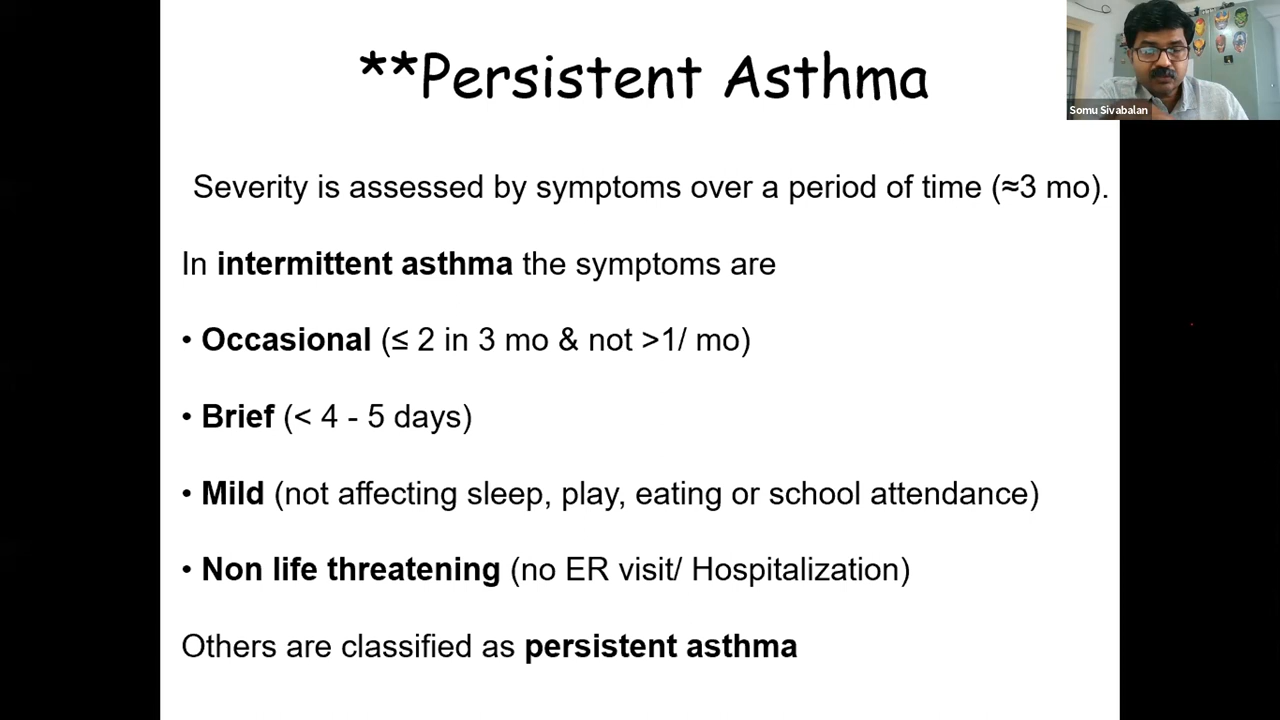 **Persistent Asthma
Somu Sivabalan
Severity is assessed by symptoms over a period of time (≈3 mo).
In intermittent asthma the symptoms are
• Occasional (≤ 2 in 3 mo & not >1/ mo)
• Brief (< 4 - 5 days)
• Mild (not affecting sleep, play, eating or school attendance)
• Non life threatening (no ER visit/ Hospitalization)
Others are classified as persistent asthma